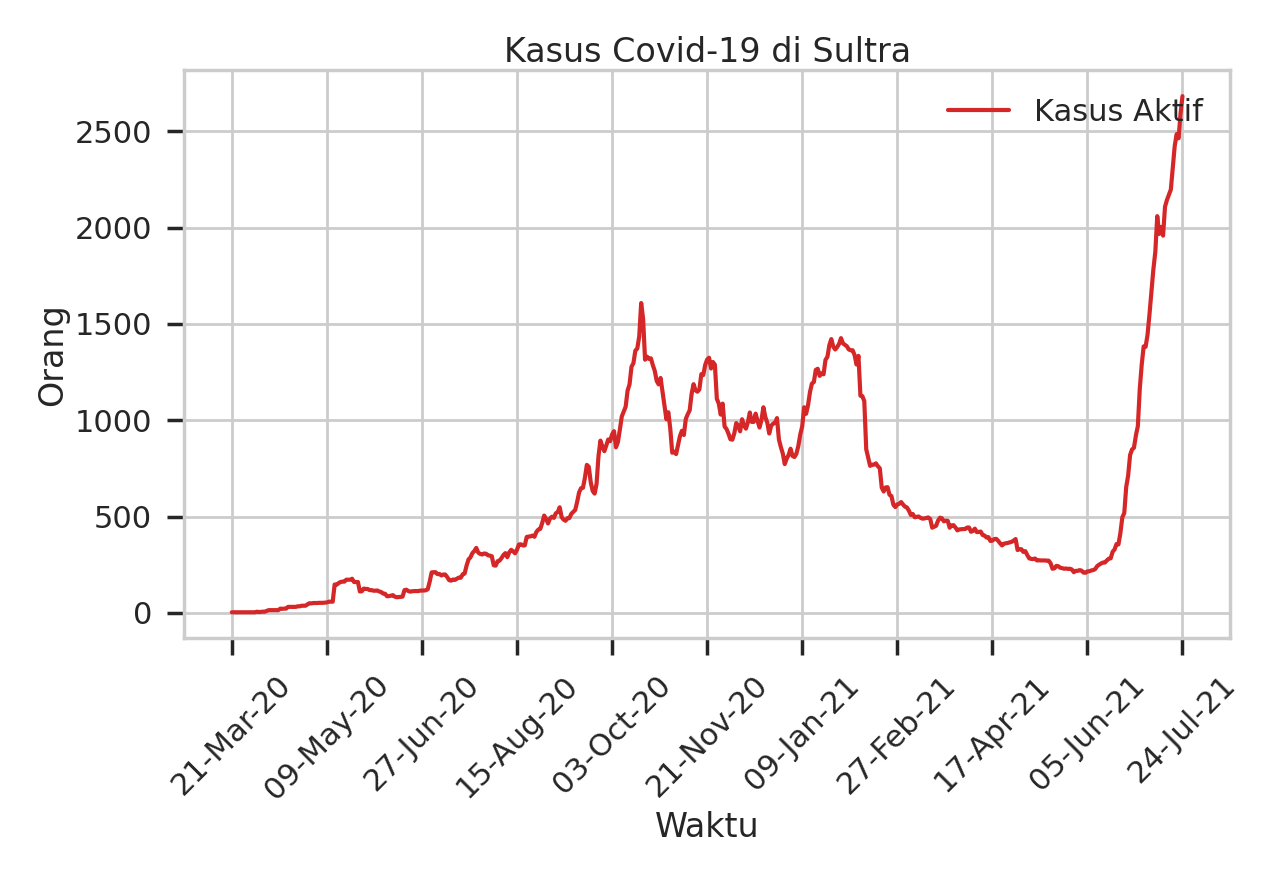 Kasus Covid-19 di Sultra
Kasus Aktif
Orang
2500
2000
1500
1000
500
0
21-Mar-20
09-May-20
27-Jun-20
15-Aug-20
03-Oct-20
21-Nov-20
09-Jan-21
27-Feb-21
17-Apr-21
05-Jun-21
24-Jul-21
Waktu